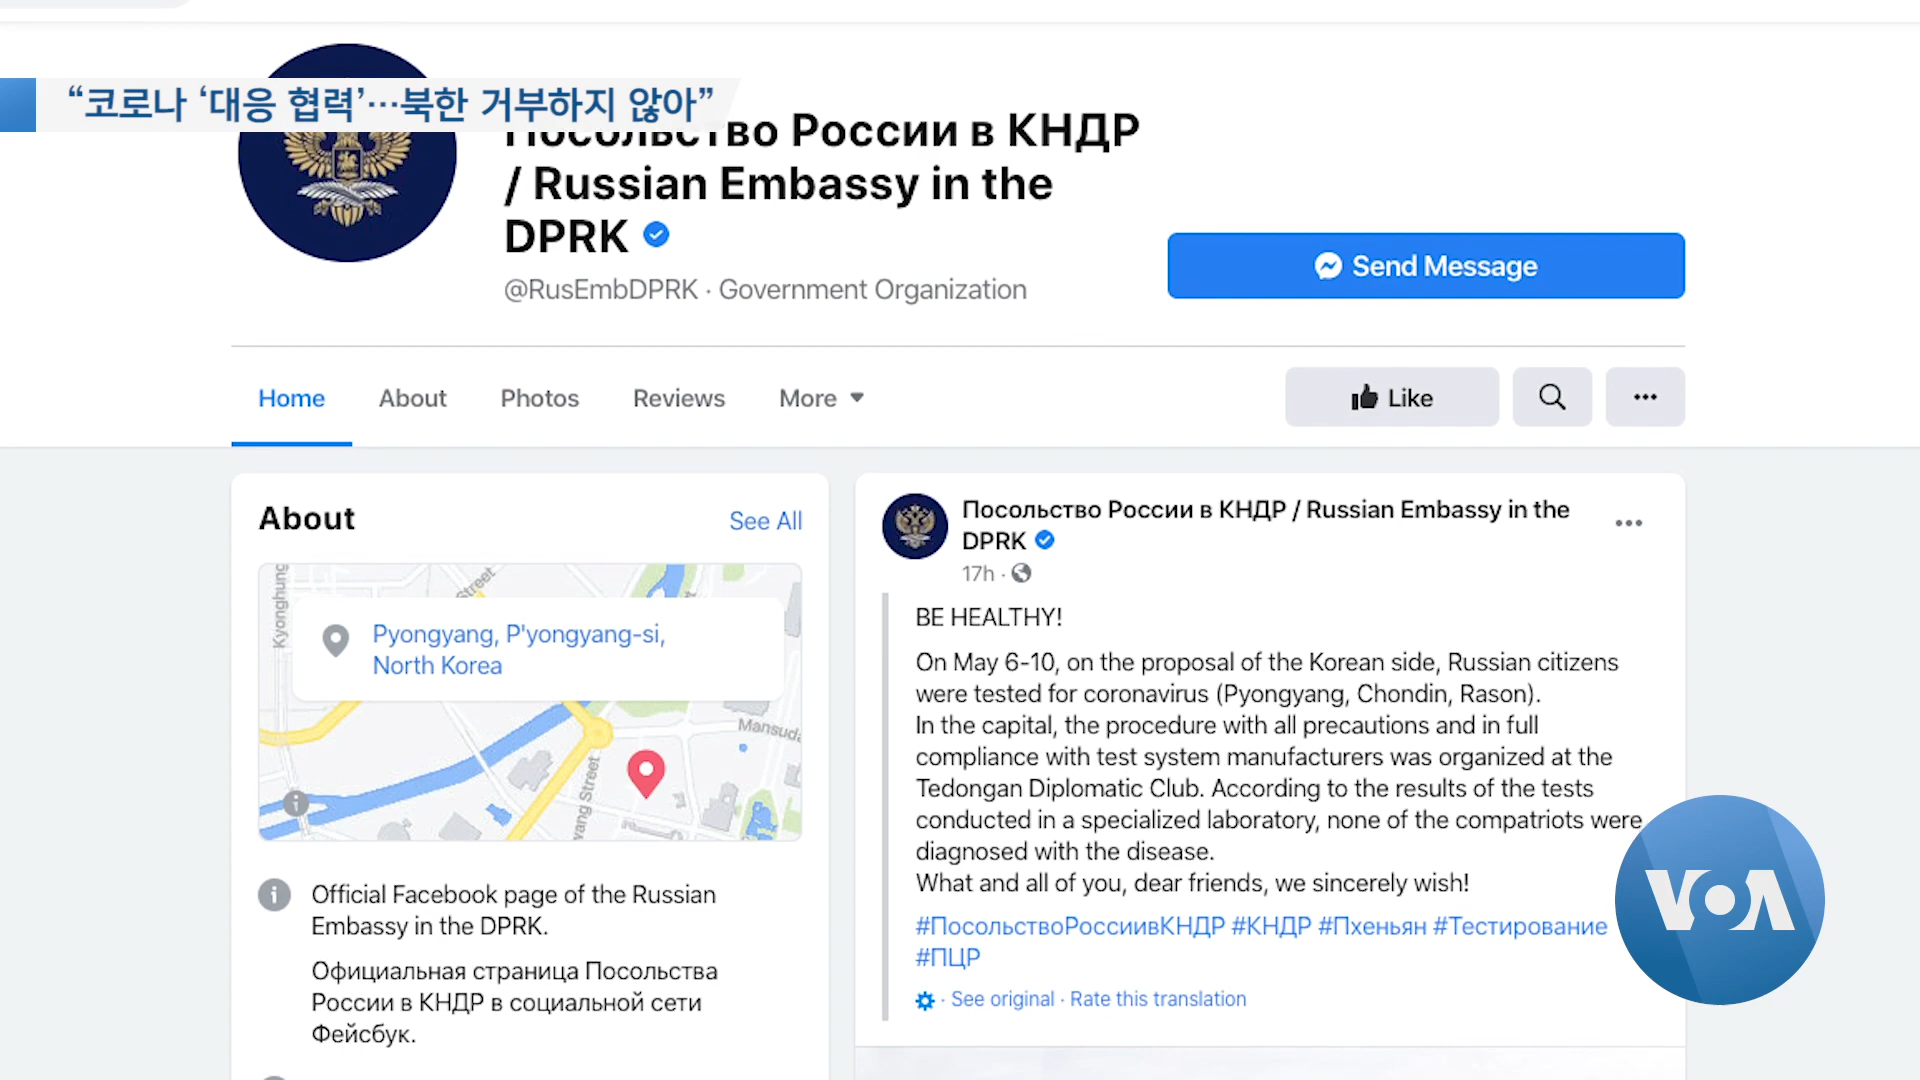 “코로나 ‘대응 협력’…북한 거부하지 않아”
Посольство России в КНДР
/ Russian Embassy in the
DPRK
@RusEmbDPRK · Government Organization
Send Message
Home
About
Photos
Reviews
More
Like
About
See All
Kyonghung
Street
Pyongyang, P'yongyang-si,
North Korea
Mansuda
yang Street
Official Facebook page of the Russian
Embassy in the DPRK.
Официальная страница Посольства
России в КНДР в социальной сети
Фейсбук.
Посольство России в КНДР / Russian Embassy in the
DPRK
17h ·
BE HEALTHY!
On May 6-10, on the proposal of the Korean side, Russian citizens
were tested for coronavirus (Pyongyang, Chondin, Rason).
In the capital, the procedure with all precautions and in full
compliance with test system manufacturers was organized at the
Tedongan Diplomatic Club. According to the results of the tests
conducted in a specialized laboratory, none of the compatriots were
diagnosed with the disease.
What and all of you, dear friends, we sincerely wish!
#ПосольствоРоссиивКНДР #КНДР #Пхеньян #Тестирование
#ПЦР
· See original · Rate this translation
VOA